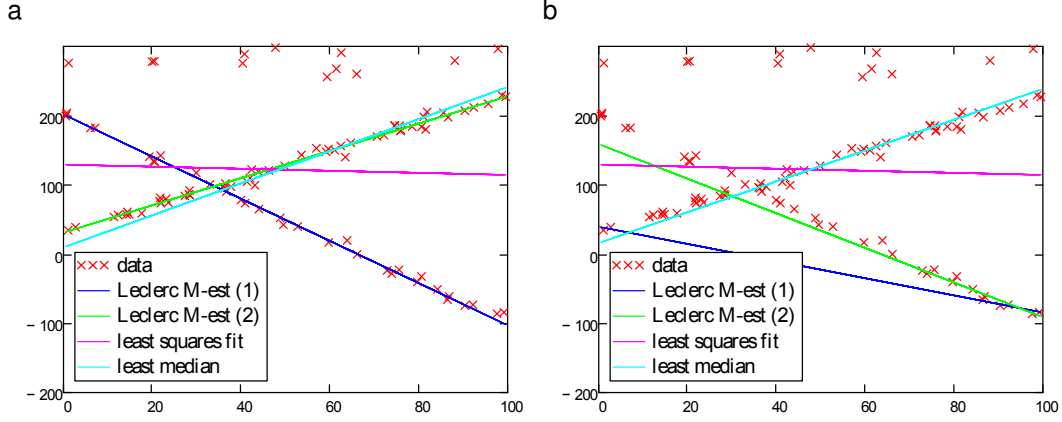 a
200
100
0
− 100
− 200
0
20
40
60
80
100
data
Leclerc M-est (1)
Leclerc M-est (2)
least squares fit
least median
b
200
100
0
− 100
− 200
0
20
40
60
80
100
data
Leclerc M-est (1)
Leclerc M-est (2)
least squares fit
least median